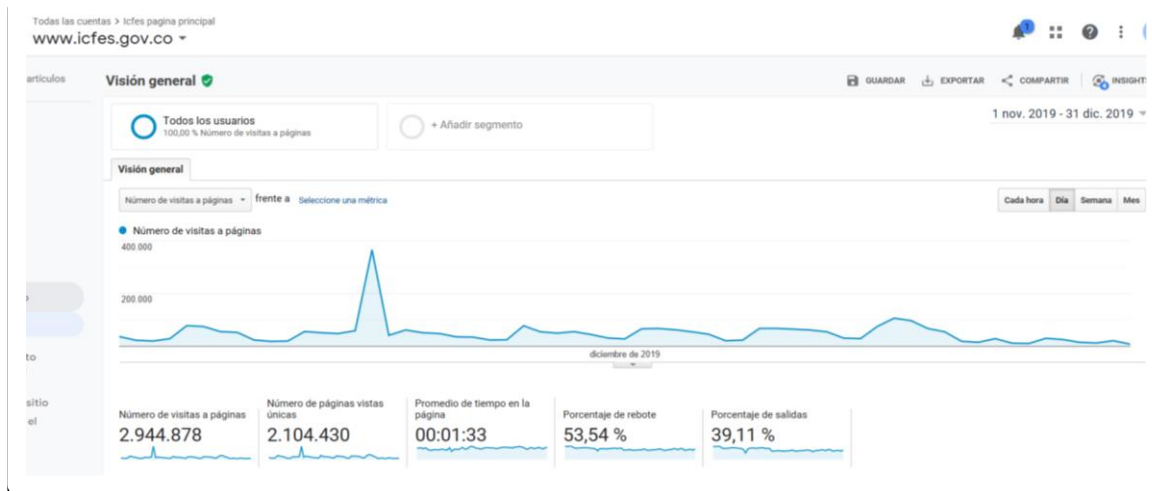 Todas las cuentas > Icfes pagina principal
www.icfes.gov.co
1
artículos
Visión general
GUARDAR
EXPORTAR
COMPARTIR
INSIGHT
Todos los usuarios
100,00 % Número de visitas a páginas
+ Añadir segmento
1 nov. 2019 - 31 dic. 2019
Visión general
Número de visitas a páginas
frente a
Seleccione una métrica
Cada hora
Día
Semana
Mes
Número de visitas a páginas
400.000
200.000
diciembre de 2019
to
sitio
el
Número de visitas a páginas
2.944.878
Número de páginas vistas
únicas
2.104.430
Promedio de tiempo en la
página
00:01:33
Porcentaje de rebote
53,54 %
Porcentaje de salidas
39,11 %